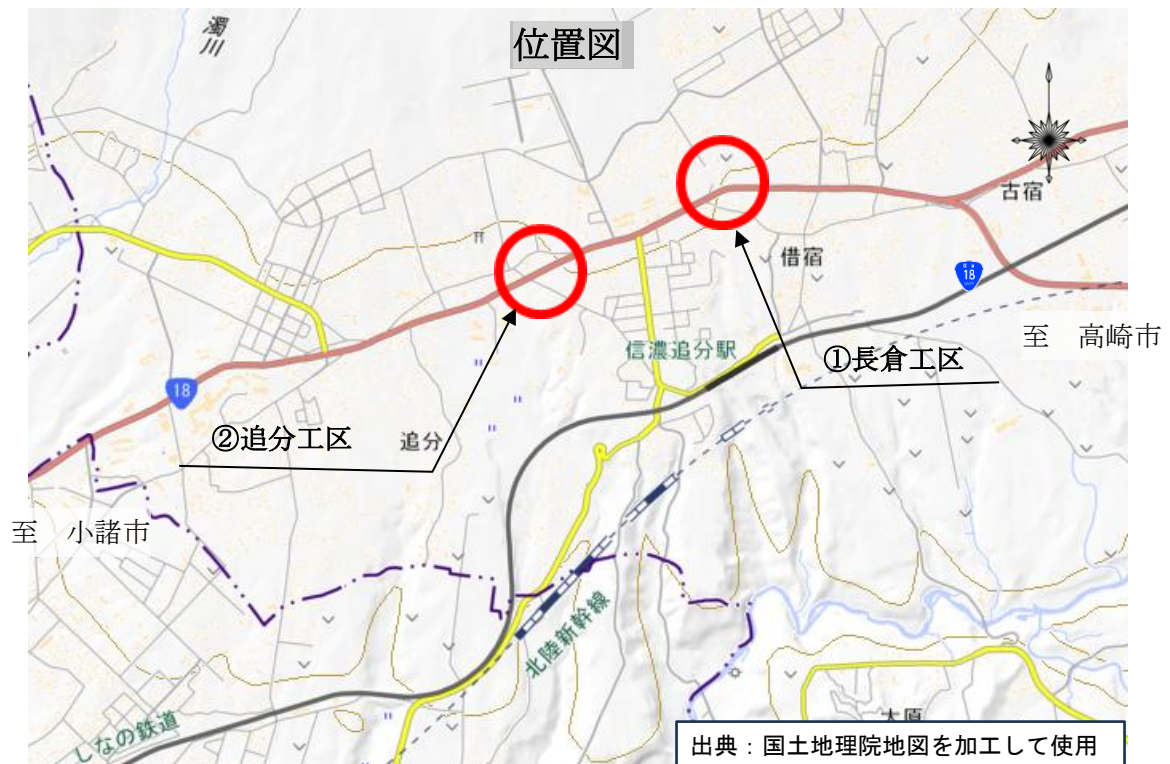 位置図
濁川
古宿
借宿
18
至 高崎市
信濃追分駅
①長倉工区
18
②追分工区
追分
至 小諸市
北陸新幹線
しなの鉄道
大原
出典：国土地理院地図を加工して使用